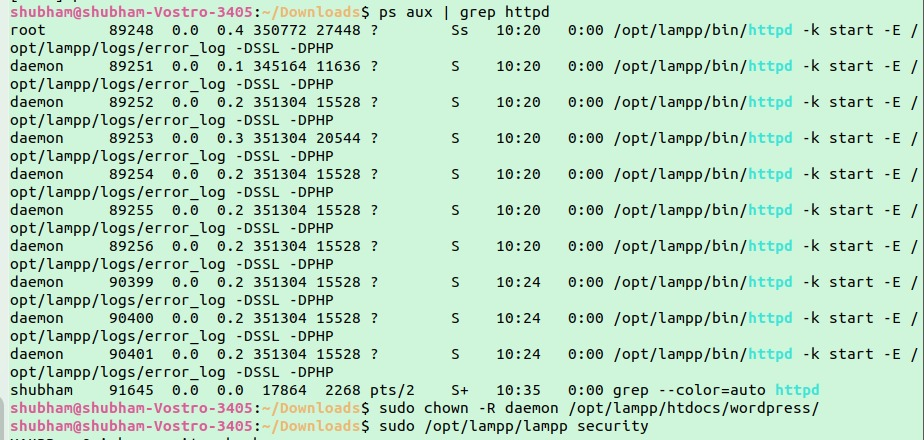 shubham@shubham-Vostro-3405:~/Downloads$ ps aux | grep httpd
root 89248 0.0 0.4 350772 27448 ? Ss 10:20 0:00 /opt/lampp/bin/httpd -k start -E /
opt/lampp/logs/error_log -DSSL -DPHP
daemon 89251 0.0 0.1 345164 11636 ? S 10:20 0:00 /opt/lampp/bin/httpd -k start -E /
opt/lampp/logs/error_log -DSSL -DPHP
daemon 89252 0.0 0.2 351304 15528 ? S 10:20 0:00 /opt/lampp/bin/httpd -k start -E /
opt/lampp/logs/error_log -DSSL -DPHP
daemon 89253 0.0 0.3 351304 20544 ? S 10:20 0:00 /opt/lampp/bin/httpd -k start -E /
opt/lampp/logs/error_log -DSSL -DPHP
daemon 89254 0.0 0.2 351304 15528 ? S 10:20 0:00 /opt/lampp/bin/httpd -k start -E /
opt/lampp/logs/error_log -DSSL -DPHP
daemon 89255 0.0 0.2 351304 15528 ? S 10:20 0:00 /opt/lampp/bin/httpd -k start -E /
opt/lampp/logs/error_log -DSSL -DPHP
daemon 89256 0.0 0.2 351304 15528 ? S 10:20 0:00 /opt/lampp/bin/httpd -k start -E /
opt/lampp/logs/error_log -DSSL -DPHP
daemon 90399 0.0 0.2 351304 15528 ? S 10:24 0:00 /opt/lampp/bin/httpd -k start -E /
opt/lampp/logs/error_log -DSSL -DPHP
daemon 90400 0.0 0.2 351304 15528 ? S 10:24 0:00 /opt/lampp/bin/httpd -k start -E /
opt/lampp/logs/error_log -DSSL -DPHP
daemon 90401 0.0 0.2 351304 15528 ? S 10:24 0:00 /opt/lampp/bin/httpd -k start -E /
opt/lampp/logs/error_log -DSSL -DPHP
shubham 91645 0.0 0.0 17864 2268 pts/2 S+ 10:35 0:00 grep --color=auto httpd
shubham@shubham-Vostro-3405:~/Downloads$ sudo chown -R daemon /opt/lampp/htdocs/wordpress/
shubham@shubham-Vostro-3405:~/Downloads$ sudo /opt/lampp/lampp security